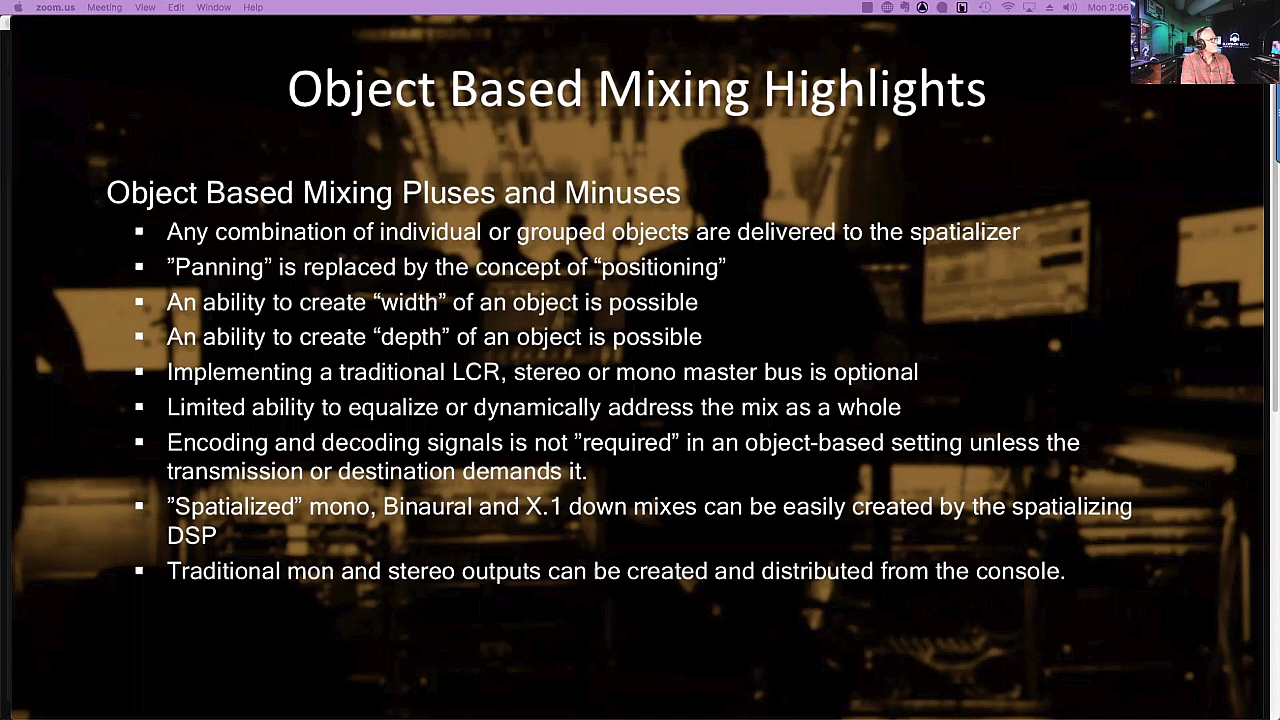 zoom.us Meeting View Edit Window Help
Mon 2:06
Object Based Mixing Highlights
Object Based Mixing Pluses and Minuses
▪ Any combination of individual or grouped objects are delivered to the spatializer
▪ ”Panning” is replaced by the concept of “positioning”
▪ An ability to create “width” of an object is possible
▪ An ability to create “depth” of an object is possible
▪ Implementing a traditional LCR, stereo or mono master bus is optional
▪ Limited ability to equalize or dynamically address the mix as a whole
▪ Encoding and decoding signals is not ”required” in an object-based setting unless the
transmission or destination demands it.
▪ ”Spatialized” mono, Binaural and X.1 down mixes can be easily created by the spatializing
DSP
▪ Traditional mon and stereo outputs can be created and distributed from the console.